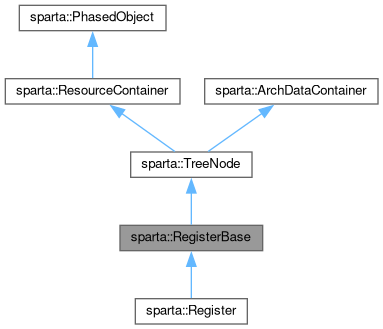 sparta::PhasedObject
sparta::ResourceContainer
sparta::ArchDataContainer
sparta::TreeNode
sparta::RegisterBase
sparta::Register